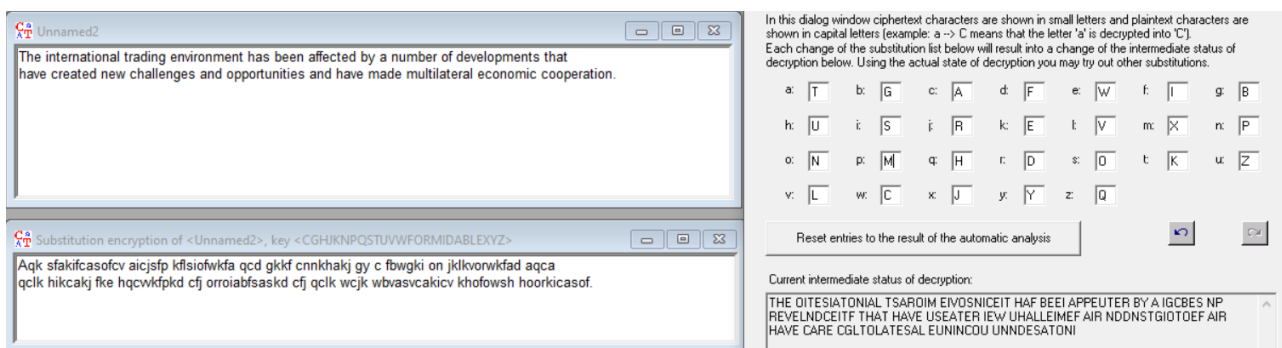 Unnamed2
The international trading environment has been affected by a number of developments that
have created new challenges and opportunities and have made multilateral economic cooperation.
Substitution encryption of <Unnamed2>, key <CGHJKNPQSTUVWFORMIDABLEXYZ>
Aqk sfakifcasofcv aicjsfp kflsiofwkfa qcd gkkf cnnkhakj gy c fbwgki on jklkvorwkfad aqca
qclk hikcakj fke hqcvvkfpkd cfj orroiabfsaskd cfj qclk wcjk wbvasvcakicv khofowsh hoorkicasof.
In this dialog window ciphertext characters are shown in small letters and plaintext characters are
shown in capital letters (example: a --> C means that the letter 'a' is decrypted into 'C').
Each change of the substitution list below will result into a change of the intermediate status of
decryption below. Using the actual state of decryption you may try out other substitutions.
a: T b: G c: A d: F e: W f: I g: B
h: U i: S j: R k: E l: V m: X n: P
o: N p: M q: H r: D s: O t: K u: Z
v: L w: C x: J y: Y z: Q
Reset entries to the result of the automatic analysis
Current intermediate status of decryption:
THE OITESIATONIAL TSAROIM EIVOSNICEIT HAF BEEI APPEUTER BY A IGCBES NP
REVELNDCEITF THAT HAVE USEATER IEW UHALLEIMEF AIR NDDNSTGIOTOEF AIR
HAVE CARE CGLTOLATESAL EUNINCOU UNNDESATONI